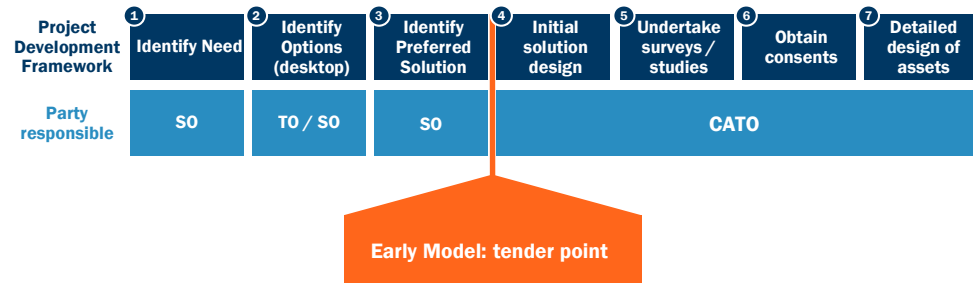 Project
Development
Framework
1
Identify Need
2
Identify
Options
(desktop)
3
Identify
Preferred
Solution
4
Initial
solution
design
5
Undertake
surveys /
studies
6
Obtain
consents
7
Detailed
design of
assets
Party
responsible
SO
TO / SO
SO
CATO
Early Model: tender point